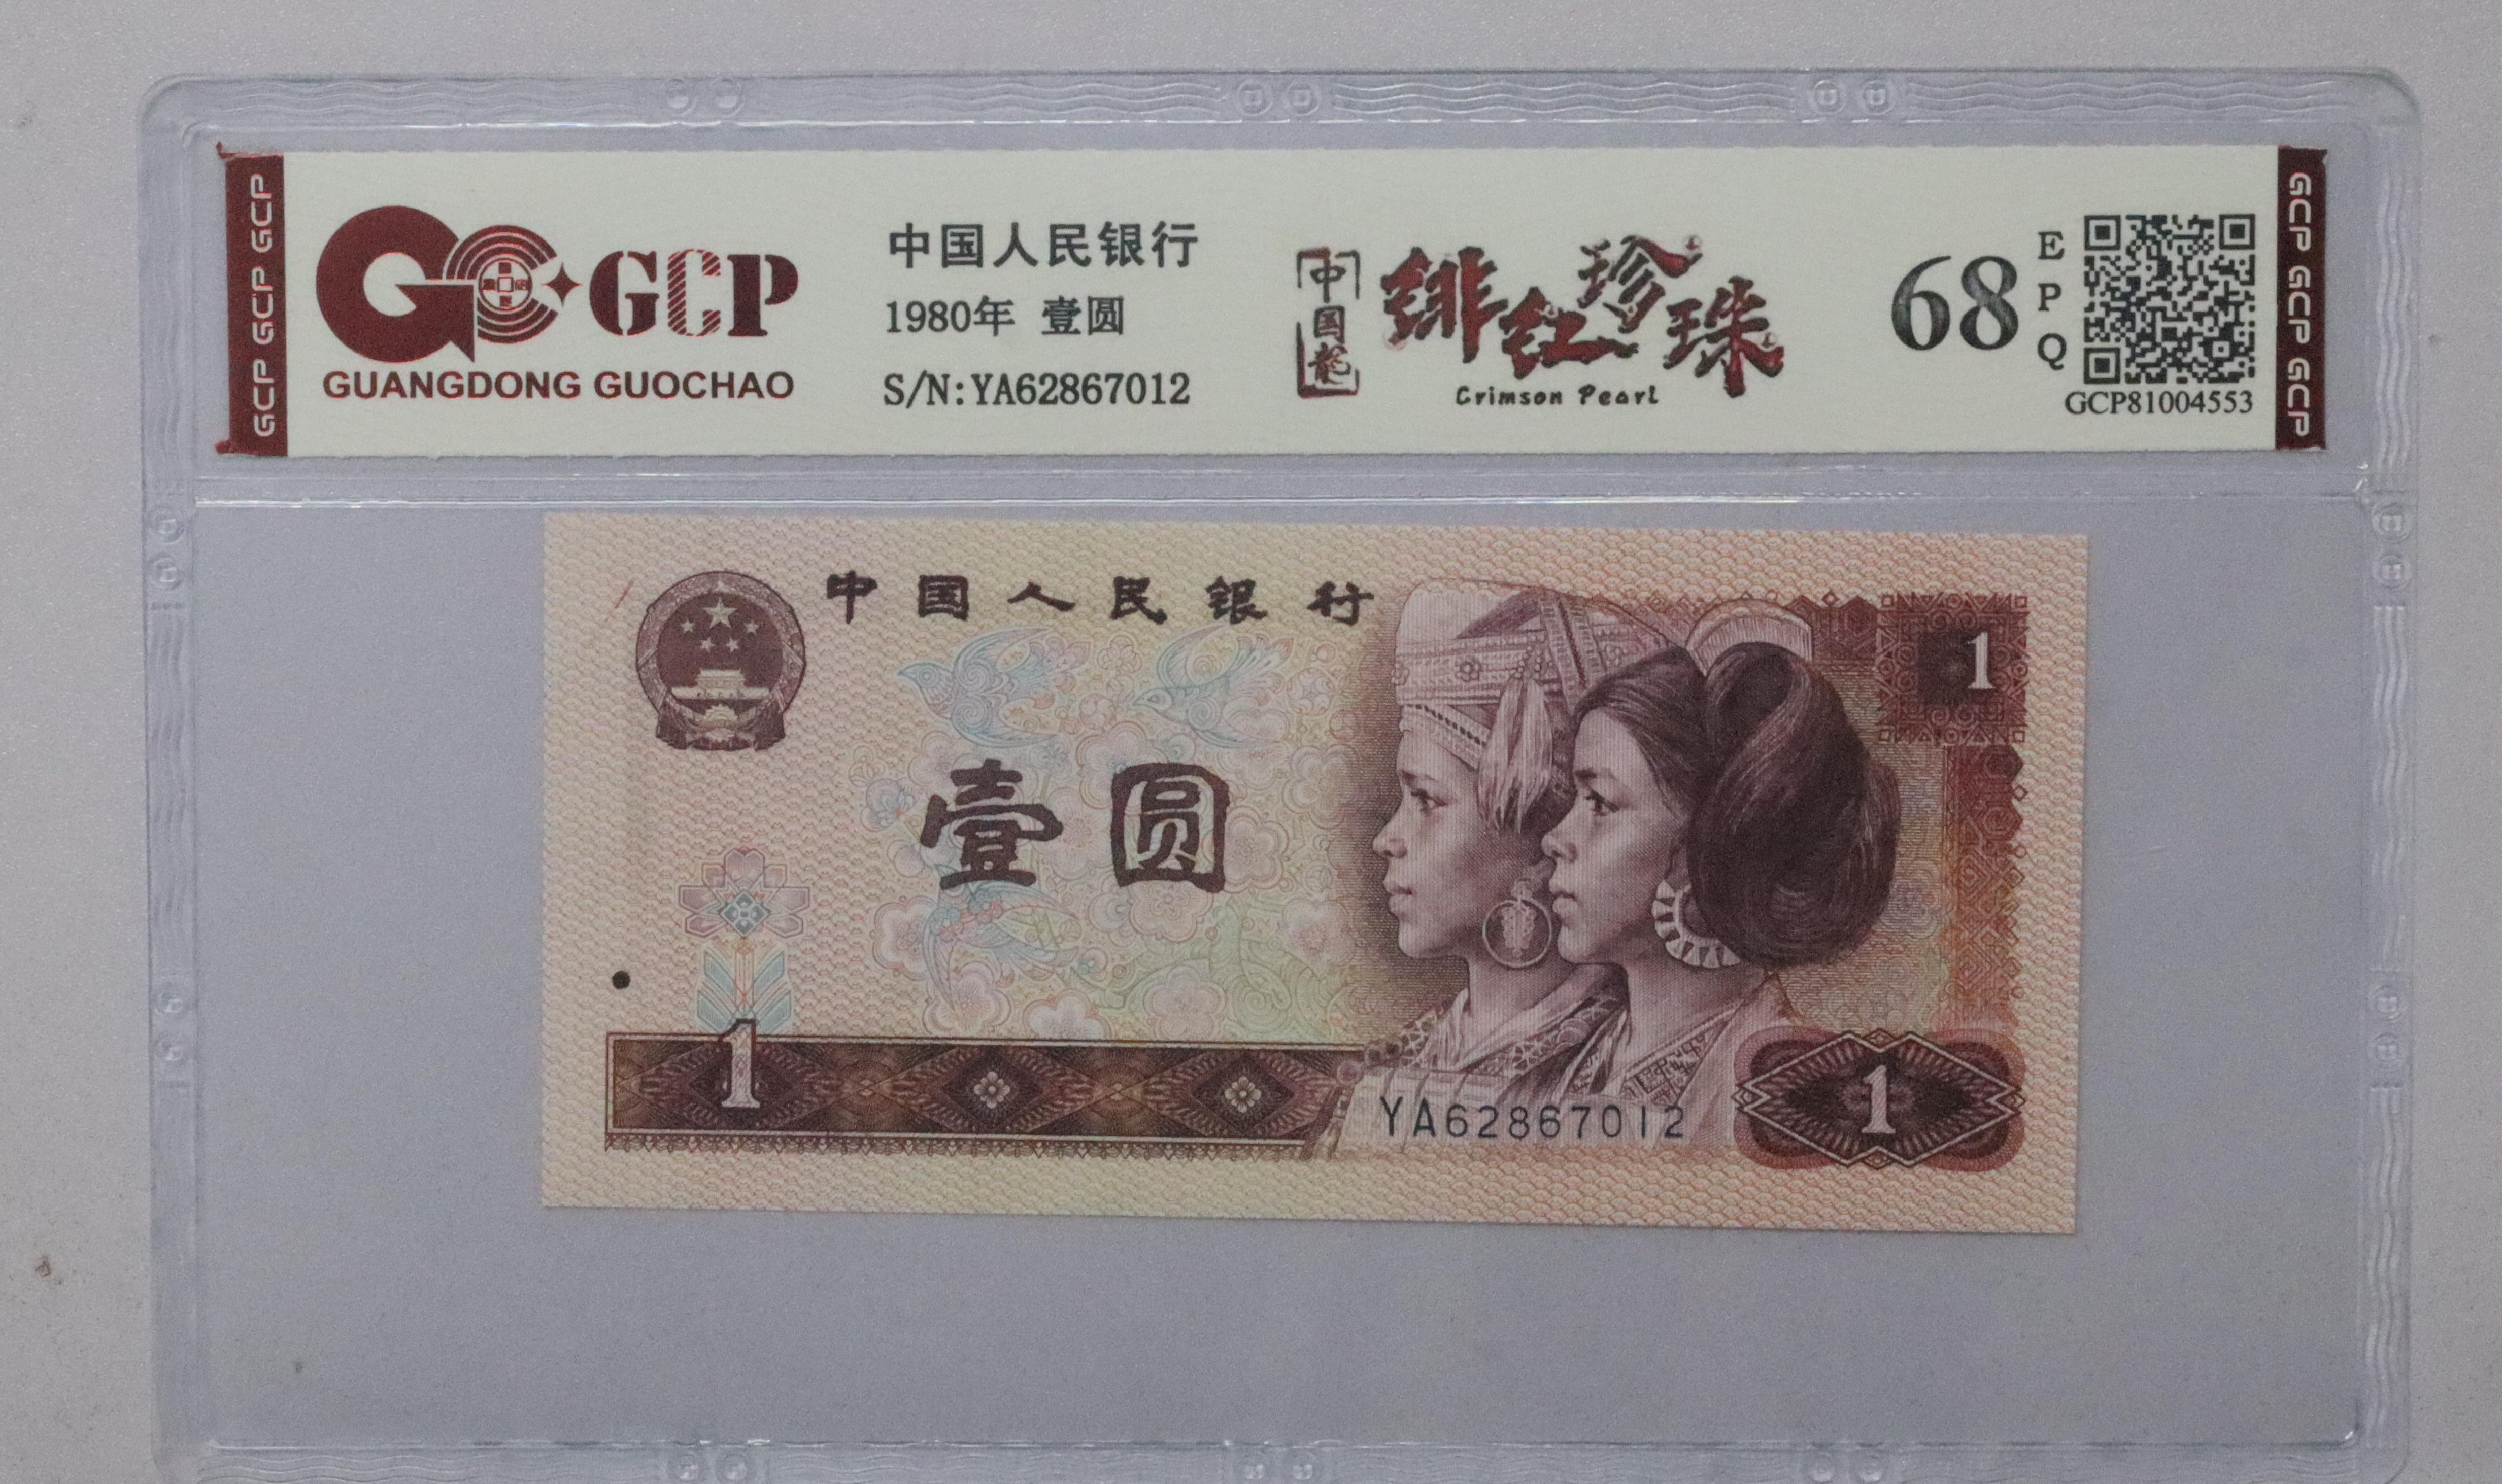 GCP GCP GCP
GCP
GUANGDONG GUOCHAO
中国人民银行
1980年 壹圆
S/N:YA62867012
中国龍
绯红珍珠
Crimson Pearl
68
EPQ
GCP81004553
GCP GCP GCP
中国人民银行
1
壹圆
1
YA62867012
1